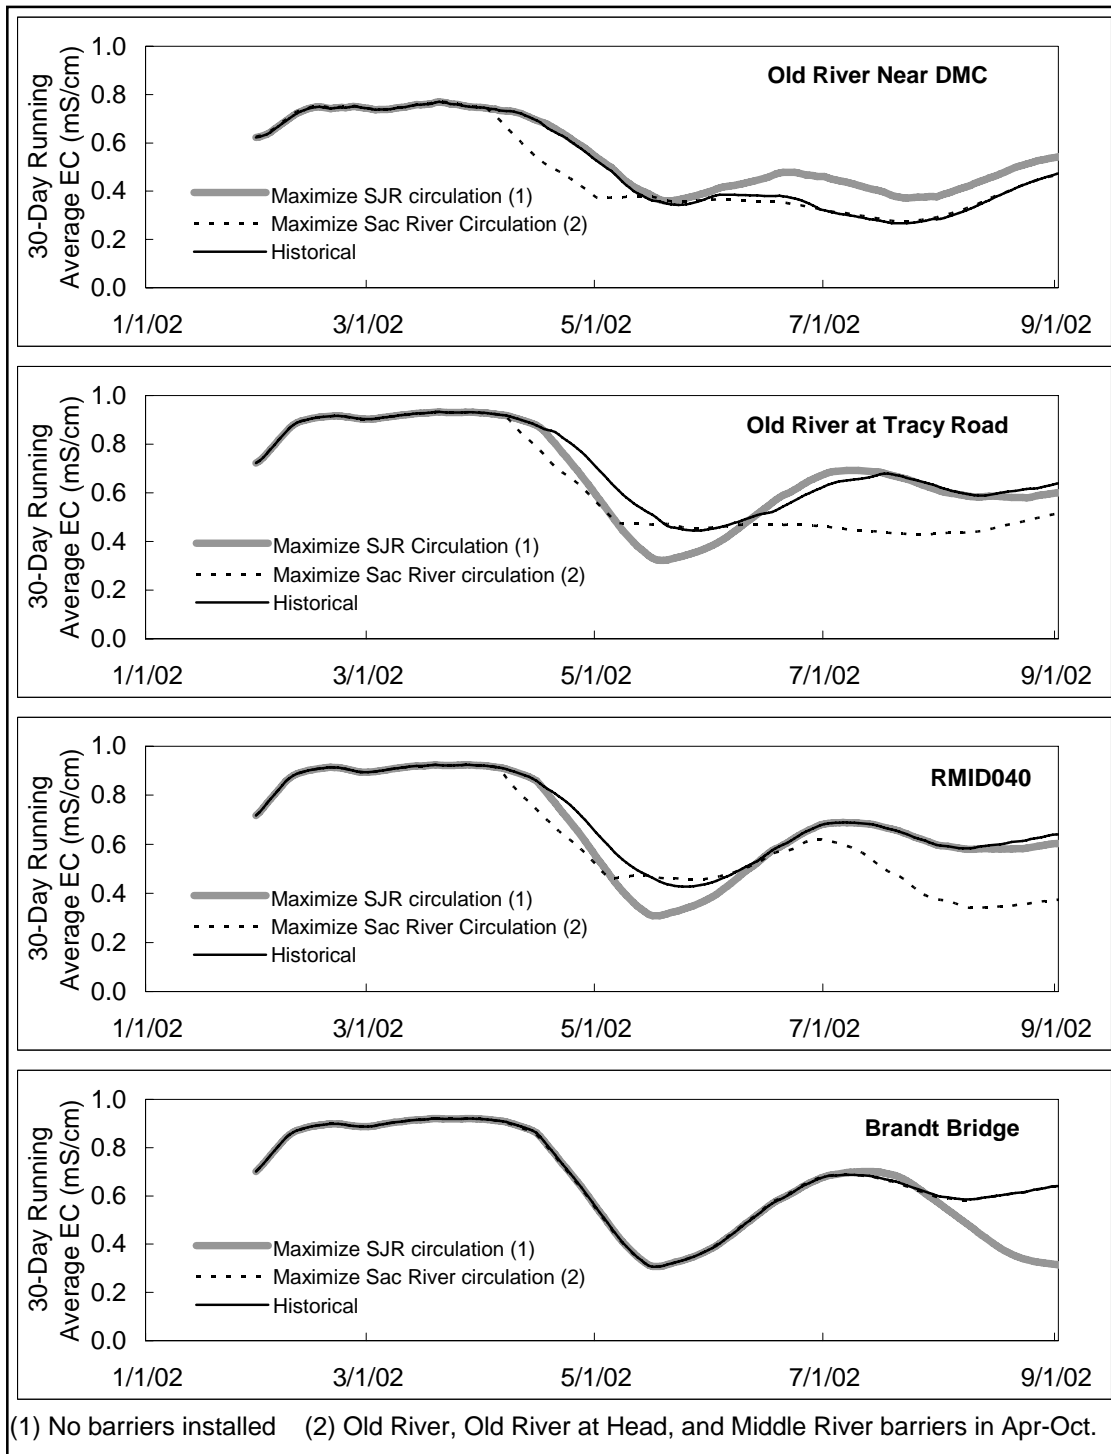 30-Day Running
Average EC (mS/cm)
1.0
0.8
0.6
0.4
0.2
0.0
Old River Near DMC
Maximize SJR circulation (1)
Maximize Sac River Circulation (2)
Historical
1/1/02 3/1/02 5/1/02 7/1/02 9/1/02
30-Day Running
Average EC (mS/cm)
1.0
0.8
0.6
0.4
0.2
0.0
Old River at Tracy Road
Maximize SJR Circulation (1)
Maximize Sac River circulation (2)
Historical
1/1/02 3/1/02 5/1/02 7/1/02 9/1/02
30-Day Running
Average EC (mS/cm)
1.0
0.8
0.6
0.4
0.2
0.0
RMID040
Maximize SJR circulation (1)
Maximize Sac River Circulation (2)
Historical
1/1/02 3/1/02 5/1/02 7/1/02 9/1/02
30-Day Running
Average EC (mS/cm)
1.0
0.8
0.6
0.4
0.2
0.0
Brandt Bridge
Maximize SJR circulation (1)
Maximize Sac River circulation (2)
Historical
1/1/02 3/1/02 5/1/02 7/1/02 9/1/02
(1) No barriers installed (2) Old River, Old River at Head, and Middle River barriers in Apr-Oct.